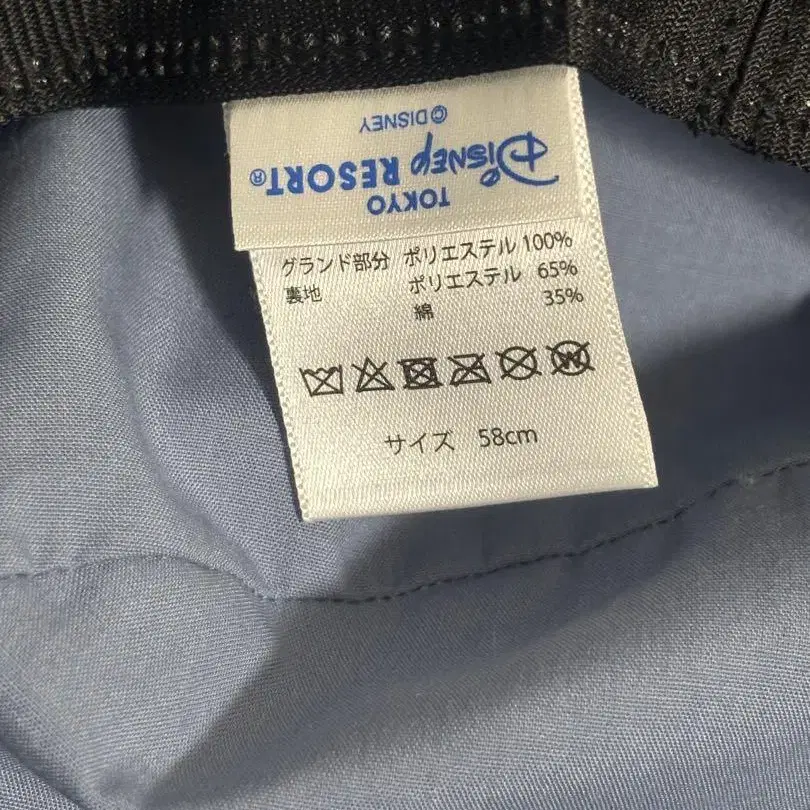 TOKYO
Disney RESORT®
© DISNEY
グランド部分 ポリエステル 100%
裏地 ポリエステル 65%
綿 35%
サイズ 58cm